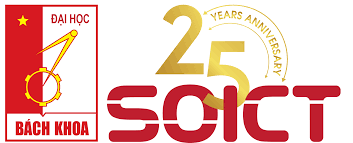 ĐẠI HỌC
BÁCH KHOA
25
YEARS ANNIVERSARY
SOICT